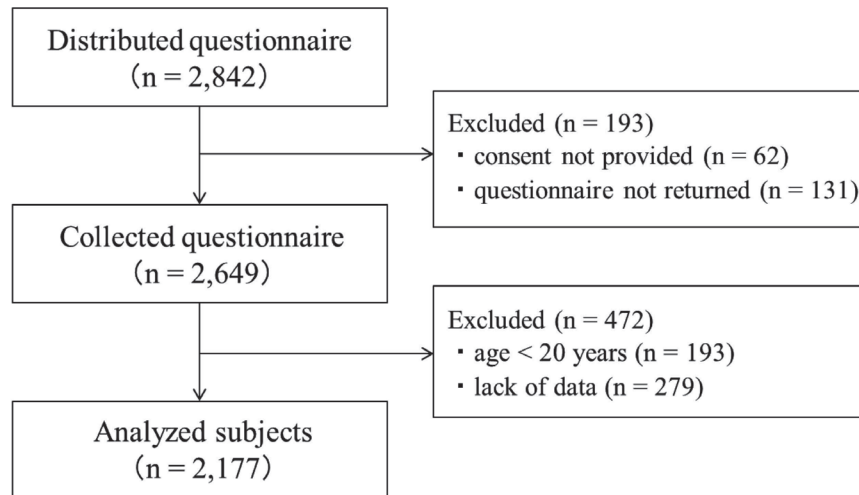 Distributed questionnaire
(n = 2,842)
Excluded (n = 193)
・consent not provided (n = 62)
・questionnaire not returned (n = 131)
Collected questionnaire
(n = 2,649)
Excluded (n = 472)
・age < 20 years (n = 193)
・lack of data (n = 279)
Analyzed subjects
(n = 2,177)